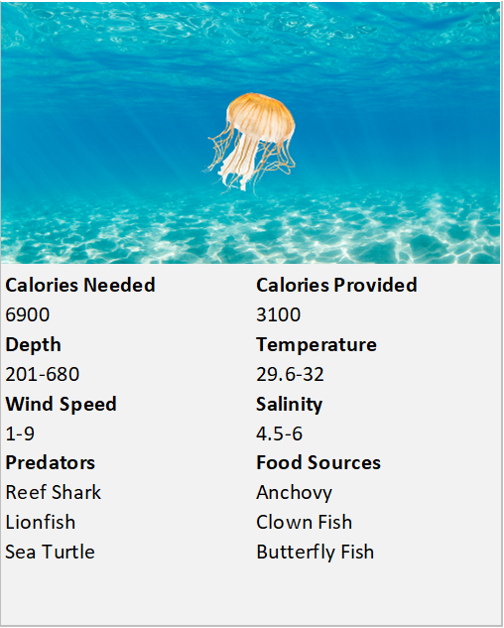 Calories Needed Calories Provided
6900 3100
Depth Temperature
201-680 29.6-32
Wind Speed Salinity
1-9 4.5-6
Predators Food Sources
Reef Shark Anchovy
Lionfish Clown Fish
Sea Turtle Butterfly Fish